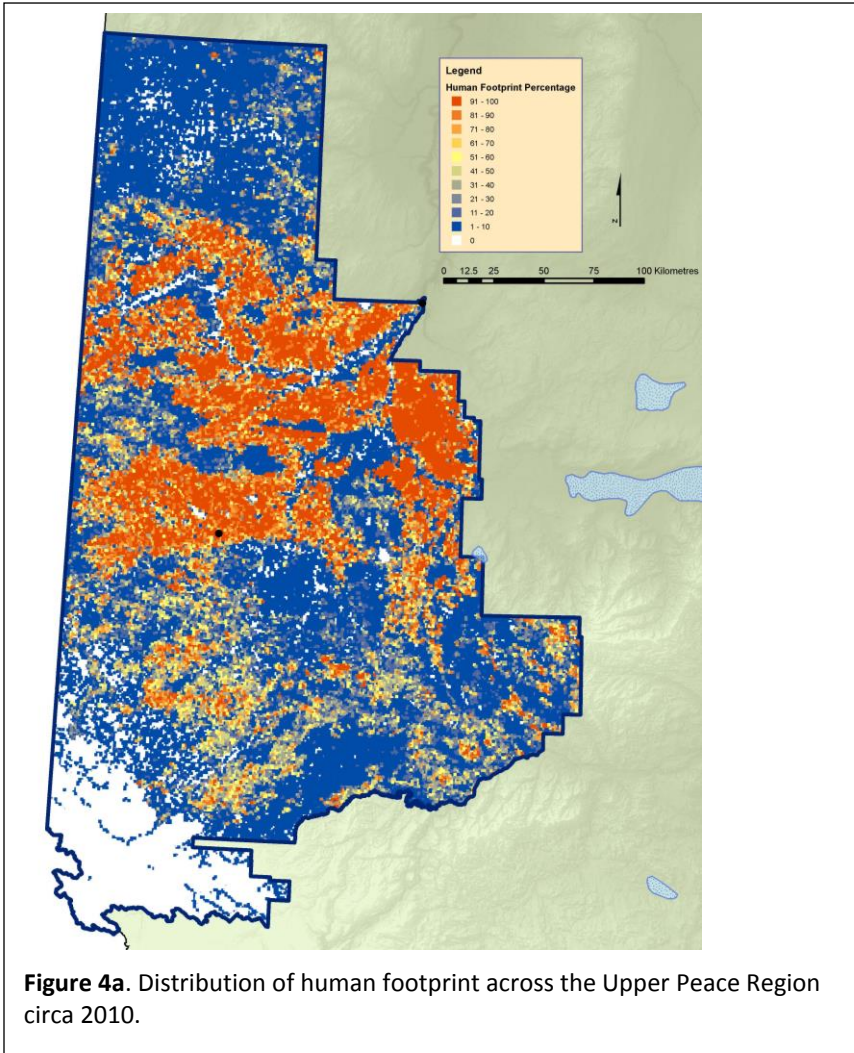 Legend
Human Footprint Percentage
91 - 100
81 - 90
71 - 80
61 - 70
51 - 60
41 - 50
31 - 40
21 - 30
11 - 20
1 - 10
0
N
0 12.5 25 50 75 100 Kilometres
Figure 4a. Distribution of human footprint across the Upper Peace Region
circa 2010.